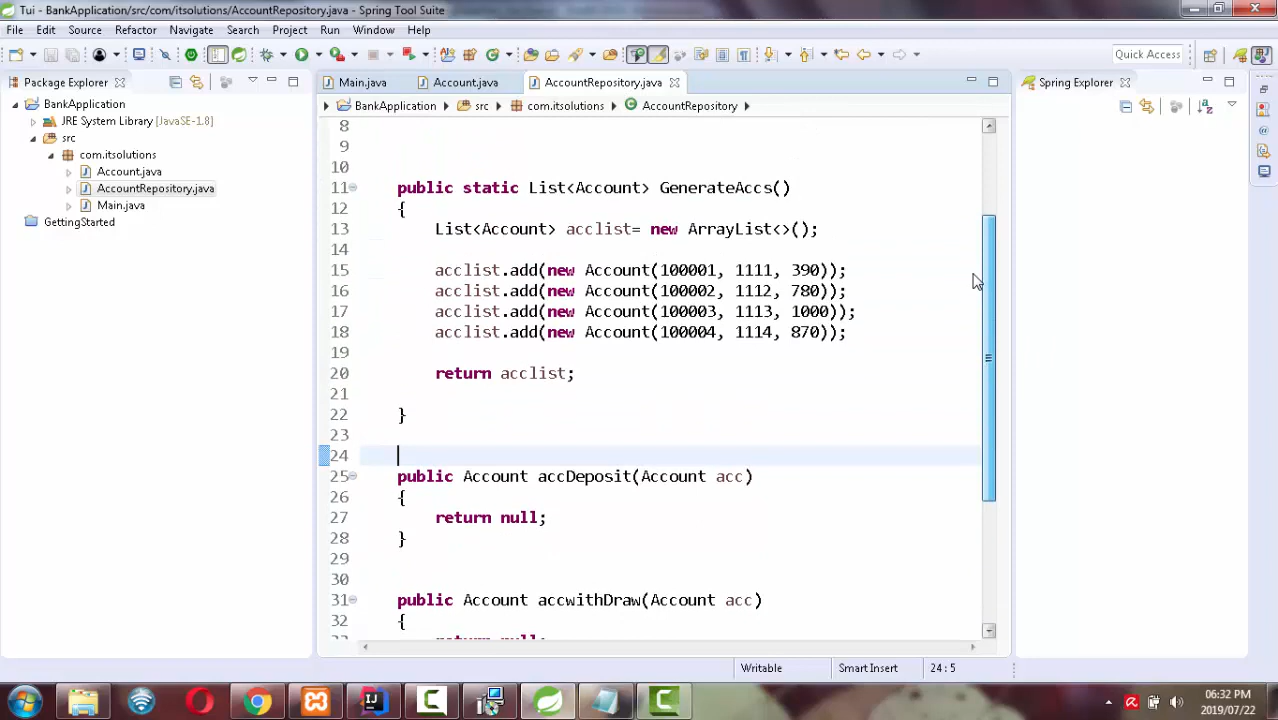 Tui - BankApplication/src/com/itsolutions/AccountRepository.java - Spring Tool Suite
File Edit Source Refactor Navigate Search Project Run Window Help
Quick Access
Package Explorer
Main.java
Account.java
AccountRepository.java
Spring Explorer
BankApplication
JRE System Library [JavaSE-1.8]
src
com.itsolutions
Account.java
AccountRepository.java
Main.java
GettingStarted
BankApplication src com.itsolutions AccountRepository
8
9
10
11 public static List<Account> GenerateAccs()
12 {
13 List<Account> acclist= new ArrayList<>();
14
15 acclist.add(new Account(100001, 1111, 390));
16 acclist.add(new Account(100002, 1112, 780));
17 acclist.add(new Account(100003, 1113, 1000));
18 acclist.add(new Account(100004, 1114, 870));
19
20 return acclist;
21
22 }
23
24
25 public Account accDeposit(Account acc)
26 {
27 return null;
28 }
29
30
31 public Account accwithDraw(Account acc)
32 {
33 return null;
Writable
Smart Insert
24:5
06:32 PM
2019/07/22